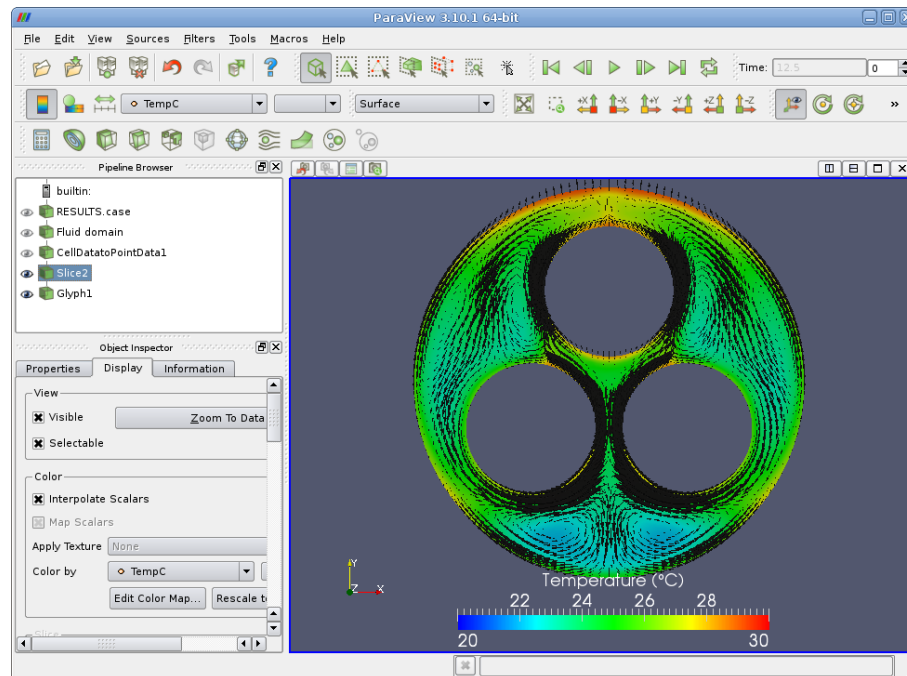 ParaView 3.10.1 64-bit
File Edit View Sources Filters Tools Macros Help
Time: 12.5 0
TempC Surface +X -X +Y -Y +Z -Z »
Pipeline Browser
builtin:
RESULTS.case
Fluid domain
CellDatatoPointData1
Slice2
Glyph1
Object Inspector
Properties Display Information
View
Visible Zoom To Data
Selectable
Color
Interpolate Scalars
Map Scalars
Apply Texture None
Color by TempC
Edit Color Map... Rescale t
Slice
Y
Z X
Temperature (°C)
22 24 26 28
20 30